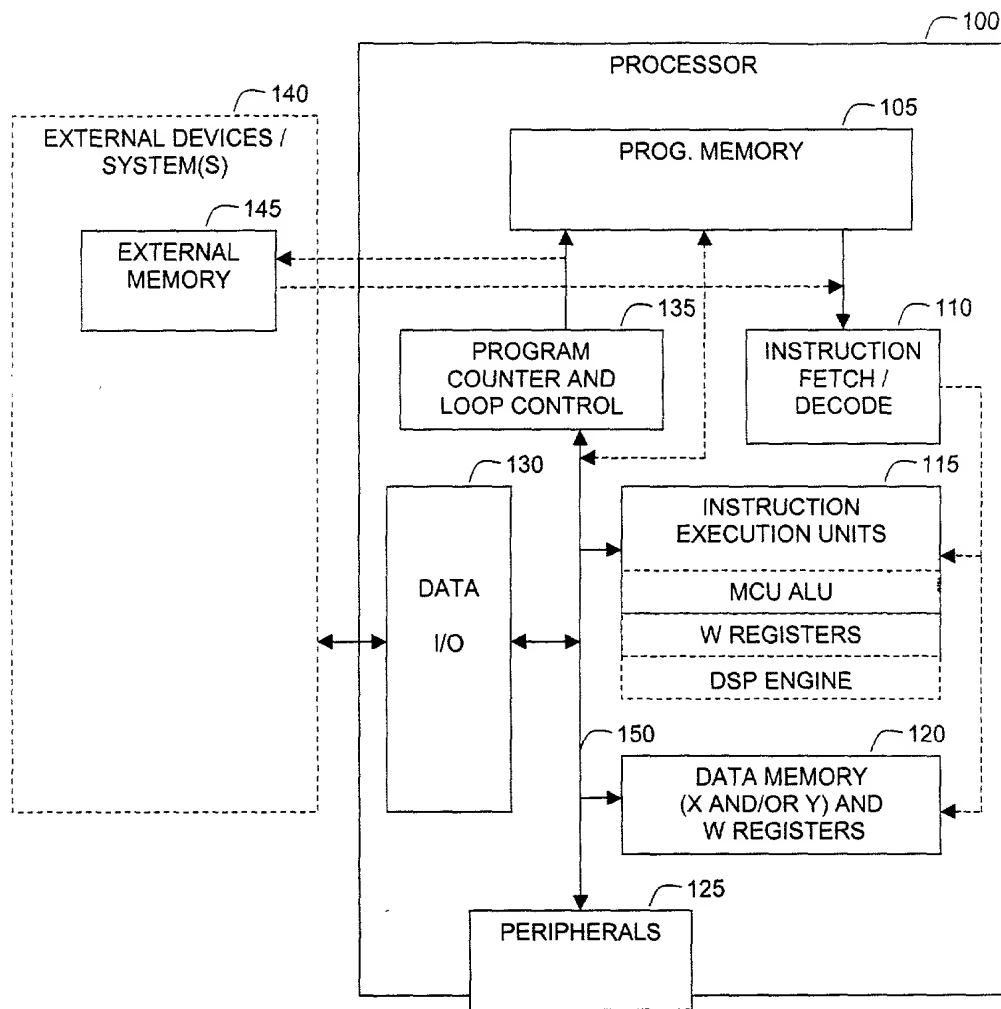 100
PROCESSOR
140
EXTERNAL DEVICES /
SYSTEM(S)
105
PROG. MEMORY
145
EXTERNAL
MEMORY
135
PROGRAM
COUNTER AND
LOOP CONTROL
110
INSTRUCTION
FETCH /
DECODE
130
DATA
I/O
115
INSTRUCTION
EXECUTION UNITS
MCU ALU
W REGISTERS
DSP ENGINE
150
120
DATA MEMORY
(X AND/OR Y) AND
W REGISTERS
125
PERIPHERALS